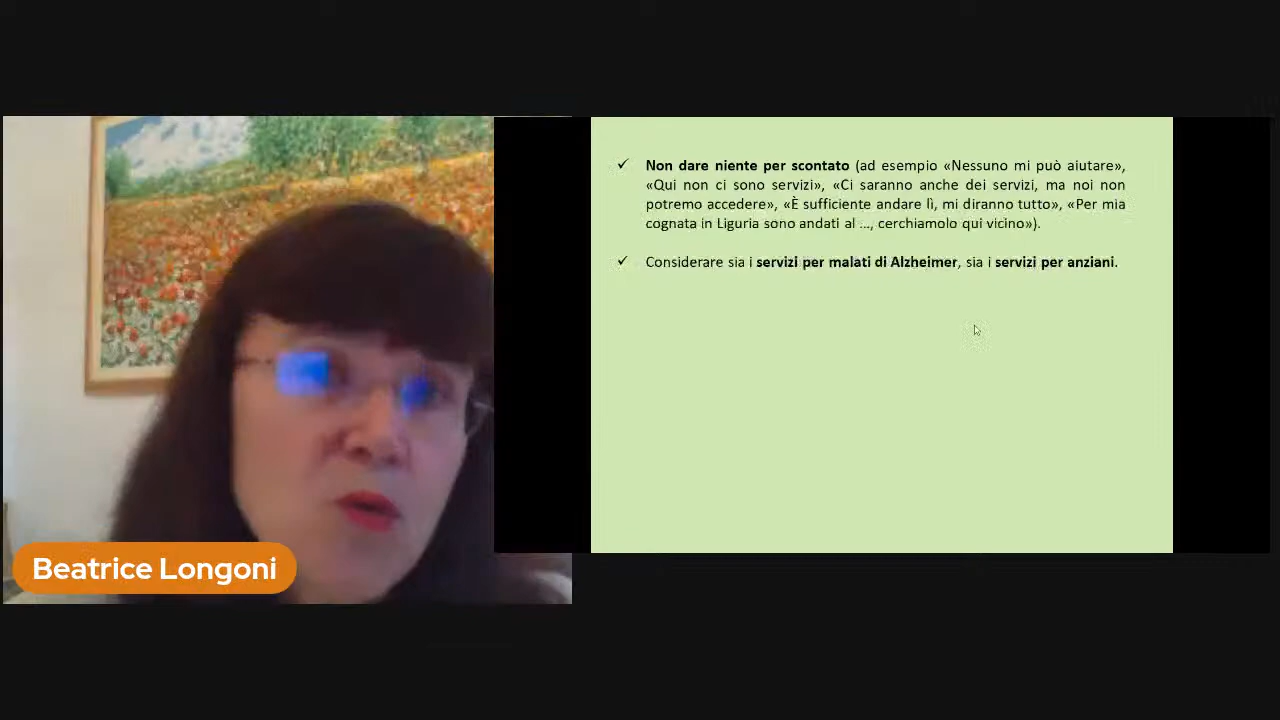 ✓ Non dare niente per scontato (ad esempio «Nessuno mi può aiutare»,
«Qui non ci sono servizi», «Ci saranno anche dei servizi, ma noi non
potremo accedere», «È sufficiente andare lì, mi diranno tutto», «Per mia
cognata in Liguria sono andati al …, cerchiamolo qui vicino»).
✓ Considerare sia i servizi per malati di Alzheimer, sia i servizi per anziani.
Beatrice Longoni